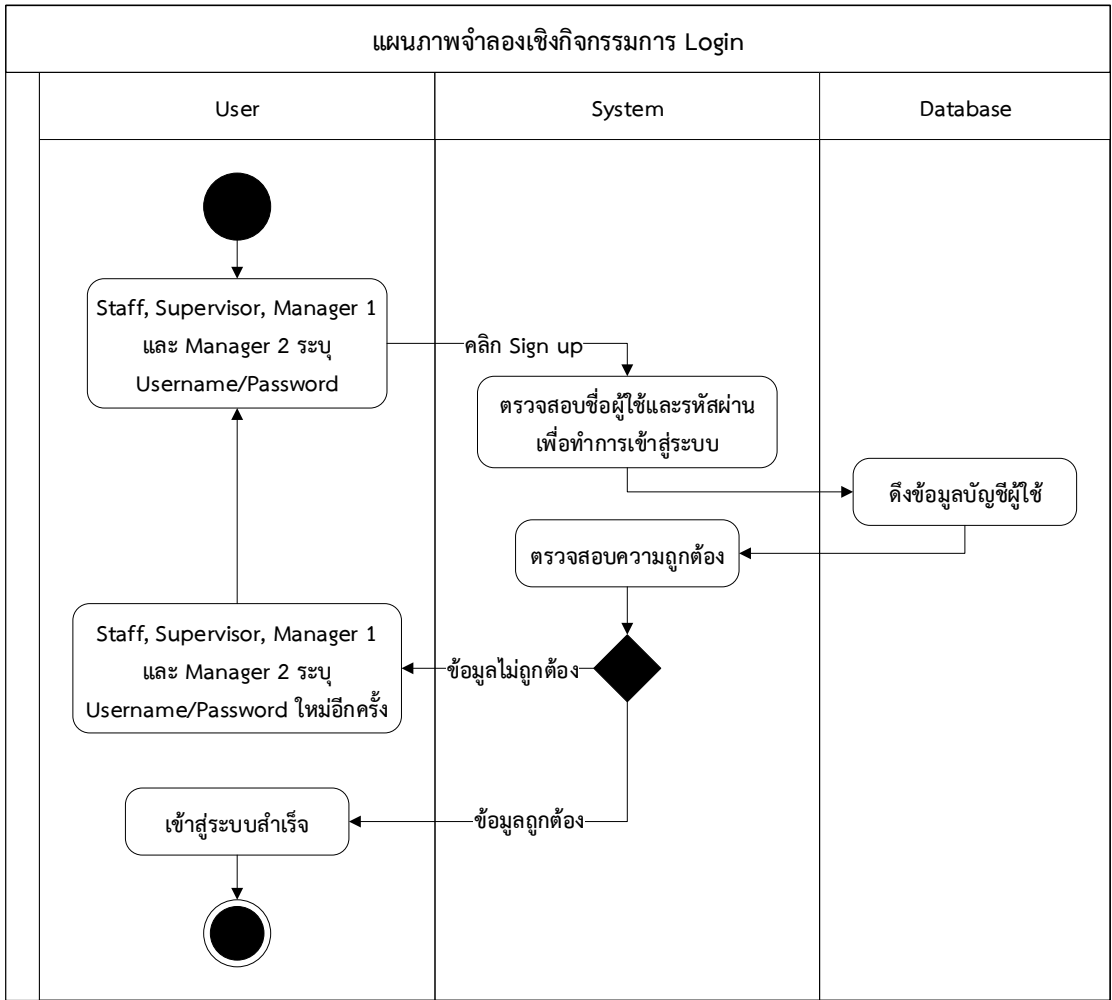 แผนภาพจำลองเชิงกิจกรรมการ Login
User
System
Database
Staff, Supervisor, Manager 1
และ Manager 2 ระบุ
Username/Password
คลิก Sign up
ตรวจสอบชื่อผู้ใช้และรหัสผ่าน
เพื่อทำการเข้าสู่ระบบ
ดึงข้อมูลบัญชีผู้ใช้
ตรวจสอบความถูกต้อง
Staff, Supervisor, Manager 1
และ Manager 2 ระบุ
Username/Password ใหม่อีกครั้ง
ข้อมูลไม่ถูกต้อง
เข้าสู่ระบบสำเร็จ
ข้อมูลถูกต้อง